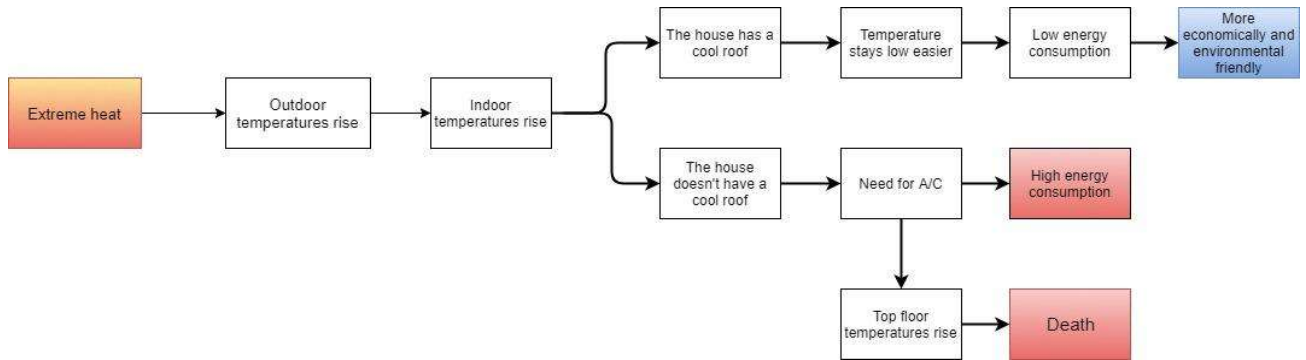 Extreme heat
Outdoor
temperatures rise
Indoor
temperatures rise
The house has a
cool roof
Temperature
stays low easier
Low energy
consumption
More
economically and
environmental
friendly
The house
doesn't have a
cool roof
Need for A/C
High energy
consumption
Top floor
temperatures rise
Death